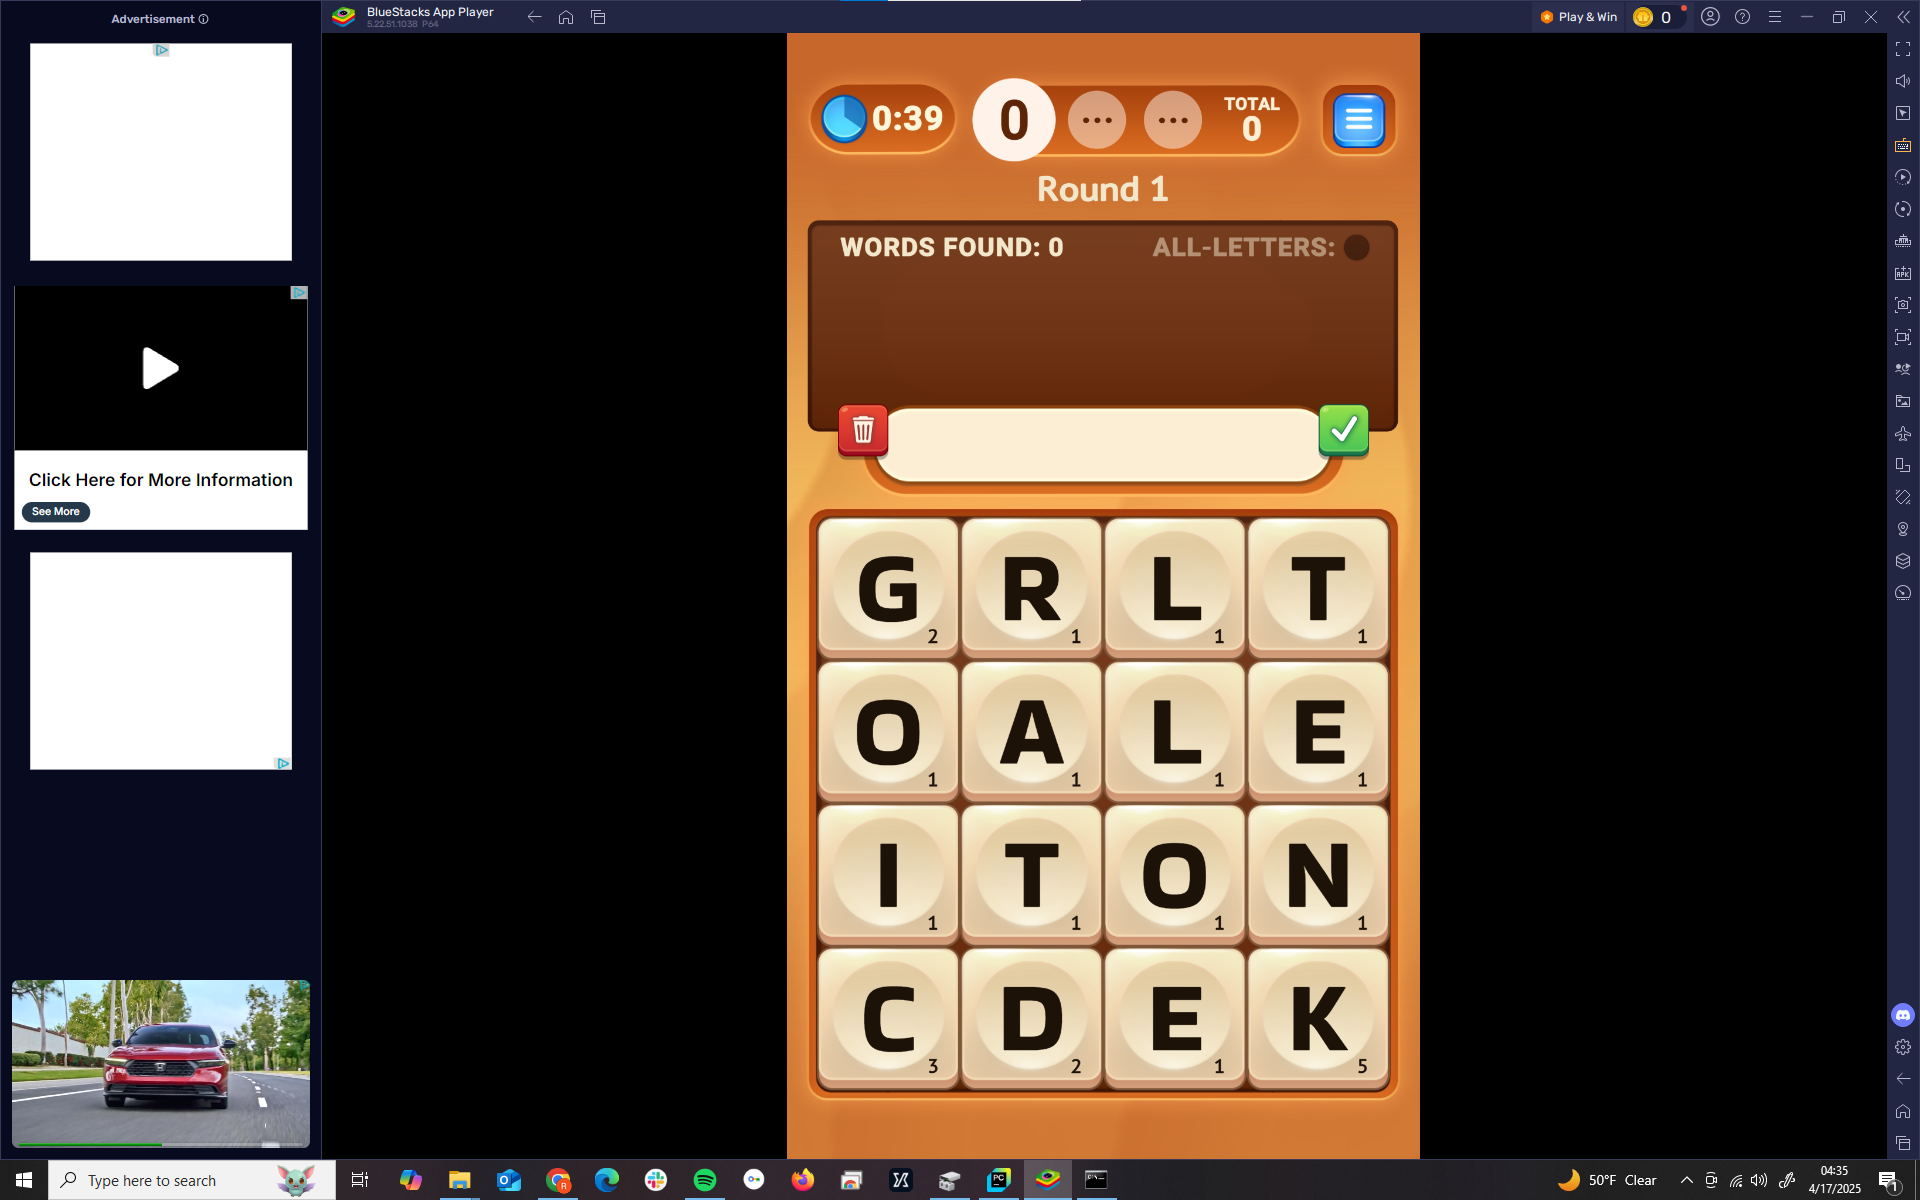 Advertisement
Click Here for More Information
See More
BlueStacks App Player
5.22.51.1038 P64
Play & Win
0
0:39
0
...
...
TOTAL
0
Round 1
WORDS FOUND: 0
ALL-LETTERS:
G 2 R 1 L 1 T 1
O 1 A 1 L 1 E 1
I 1 T 1 O 1 N 1
C 3 D 2 E 1 K 5
Type here to search
50°F Clear
04:35
4/17/2025
1